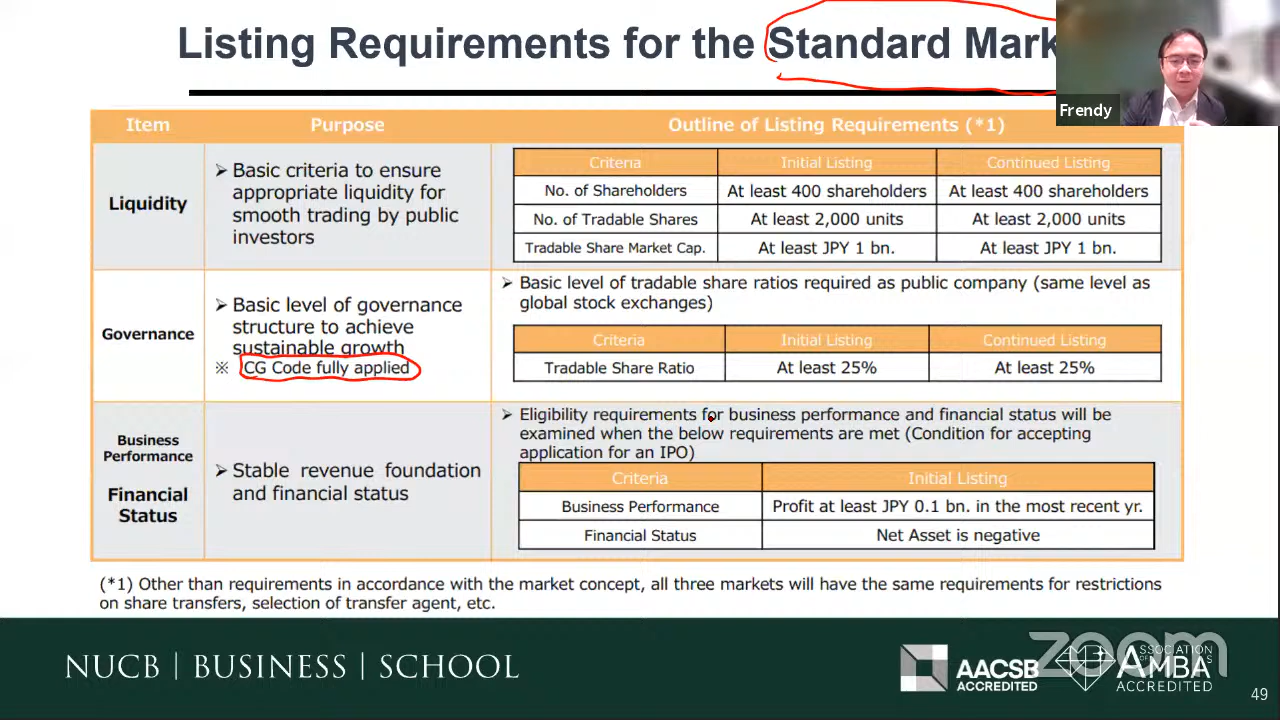 Listing Requirements for the Standard Mark
Frendy
Item
Purpose
Outline of Listing Requirements (*1)
Liquidity
➢ Basic criteria to ensure
appropriate liquidity for
smooth trading by public
investors
Criteria
Initial Listing
Continued Listing
No. of Shareholders
At least 400 shareholders
At least 400 shareholders
No. of Tradable Shares
At least 2,000 units
At least 2,000 units
Tradable Share Market Cap.
At least JPY 1 bn.
At least JPY 1 bn.
Governance
➢ Basic level of governance
structure to achieve
sustainable growth
※ CG Code fully applied
➢ Basic level of tradable share ratios required as public company (same level as
global stock exchanges)
Criteria
Initial Listing
Continued Listing
Tradable Share Ratio
At least 25%
At least 25%
Business
Performance
Financial
Status
➢ Stable revenue foundation
and financial status
➢ Eligibility requirements for business performance and financial status will be
examined when the below requirements are met (Condition for accepting
application for an IPO)
Criteria
Initial Listing
Business Performance
Profit at least JPY 0.1 bn. in the most recent yr.
Financial Status
Net Asset is negative
(*1) Other than requirements in accordance with the market concept, all three markets will have the same requirements for restrictions
on share transfers, selection of transfer agent, etc.
NUCB | BUSINESS | SCHOOL
AACSB
ACCREDITED
zoom
AMBA
ACCREDITED
49